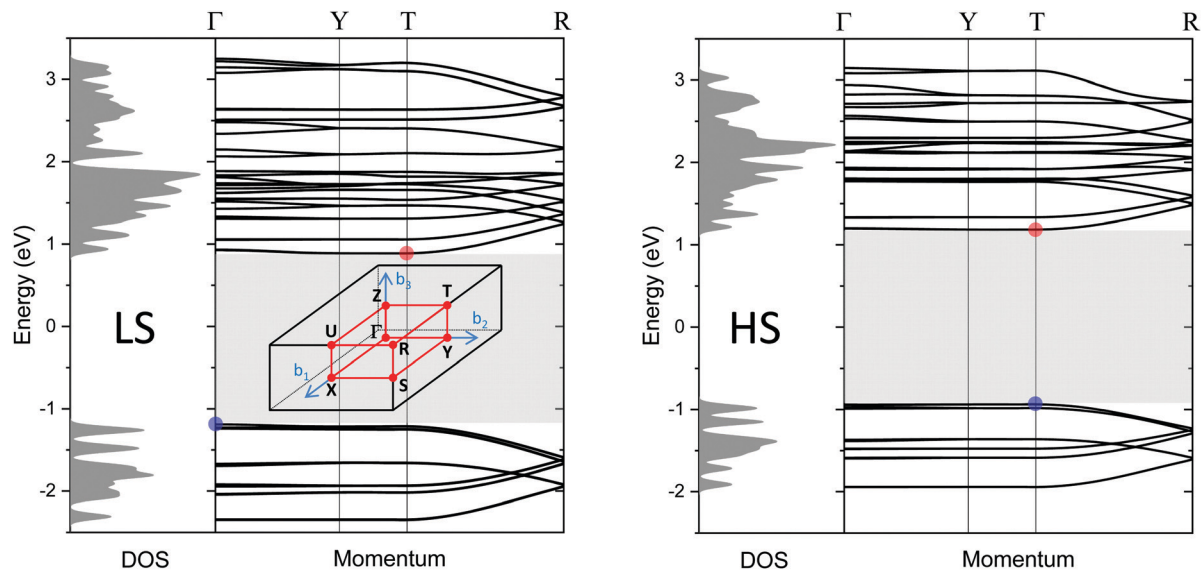 Γ Y T R
Energy (eV)
3
2
1
0
-1
-2
LS
b₃
Z T
b₂
U Γ
R Y
b₁
X S
DOS Momentum
Γ Y T R
Energy (eV)
3
2
1
0
-1
-2
HS
DOS Momentum